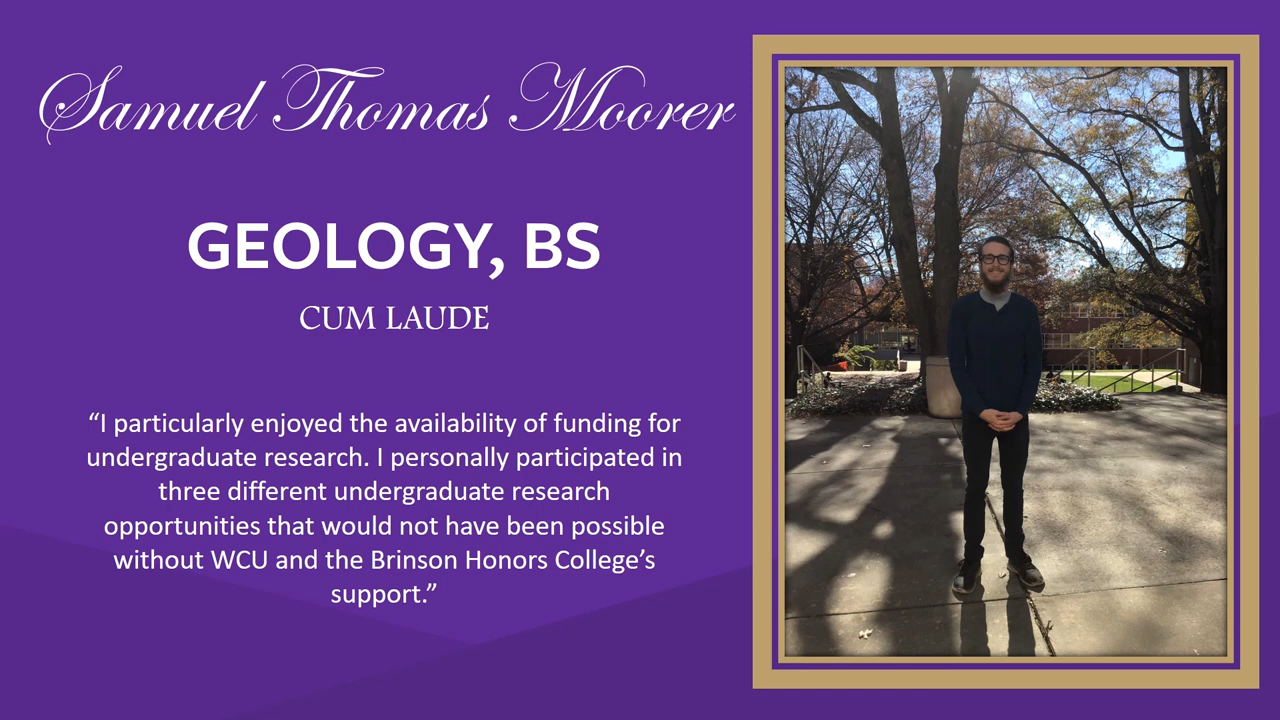 Samuel Thomas Moorer
GEOLOGY, BS
CUM LAUDE
“I particularly enjoyed the availability of funding for
undergraduate research. I personally participated in
three different undergraduate research
opportunities that would not have been possible
without WCU and the Brinson Honors College’s
support.”